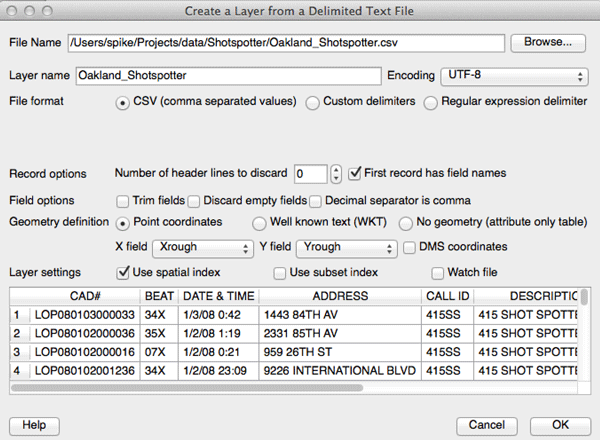 Create a Layer from a Delimited Text File
File Name /Users/spike/Projects/data/Shotspotter/Oakland_Shotspotter.csv Browse...
Layer name Oakland_Shotspotter Encoding UTF-8
File format CSV (comma separated values) Custom delimiters Regular expression delimiter
Record options Number of header lines to discard 0 First record has field names
Field options Trim fields Discard empty fields Decimal separator is comma
Geometry definition Point coordinates Well known text (WKT) No geometry (attribute only table)
X field Xrough Y field Yrough DMS coordinates
Layer settings Use spatial index Use subset index Watch file
CAD# BEAT DATE & TIME ADDRESS CALL ID DESCRIPTIO
1 LOP080103000033 34X 1/3/08 0:42 1443 84TH AV 415SS 415 SHOT SPOTTE
2 LOP080102000036 35X 1/2/08 1:19 2331 85TH AV 415SS 415 SHOT SPOTTE
3 LOP080102000016 07X 1/2/08 0:21 959 26TH ST 415SS 415 SHOT SPOTTE
4 LOP080102001236 34X 1/2/08 23:09 9226 INTERNATIONAL BLVD 415SS 415 SHOT SPOTTE
Help Cancel OK